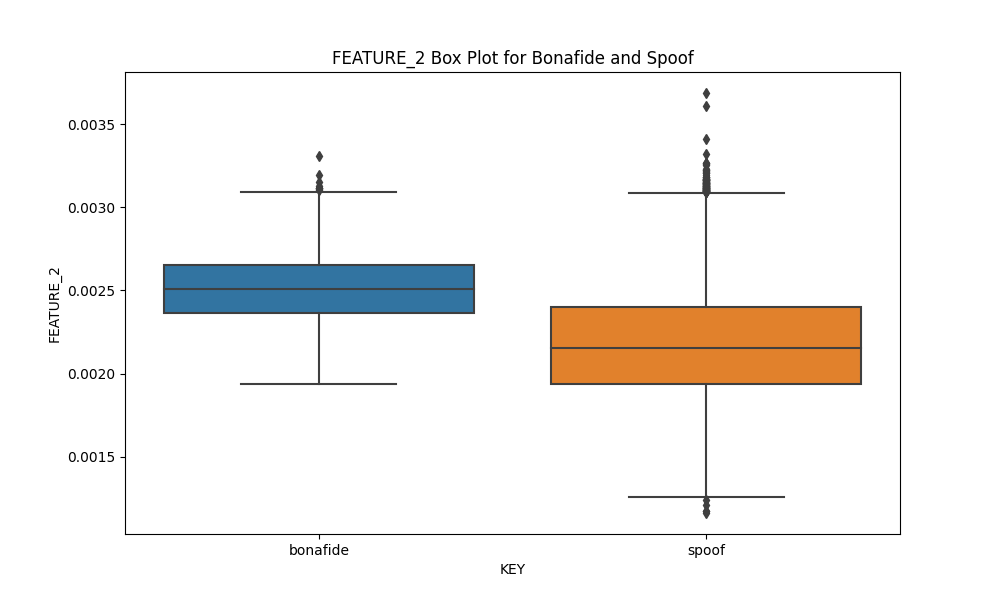 FEATURE_2 Box Plot for Bonafide and Spoof
0.0035
0.0030
0.0025
0.0020
0.0015
FEATURE_2
bonafide
spoof
KEY